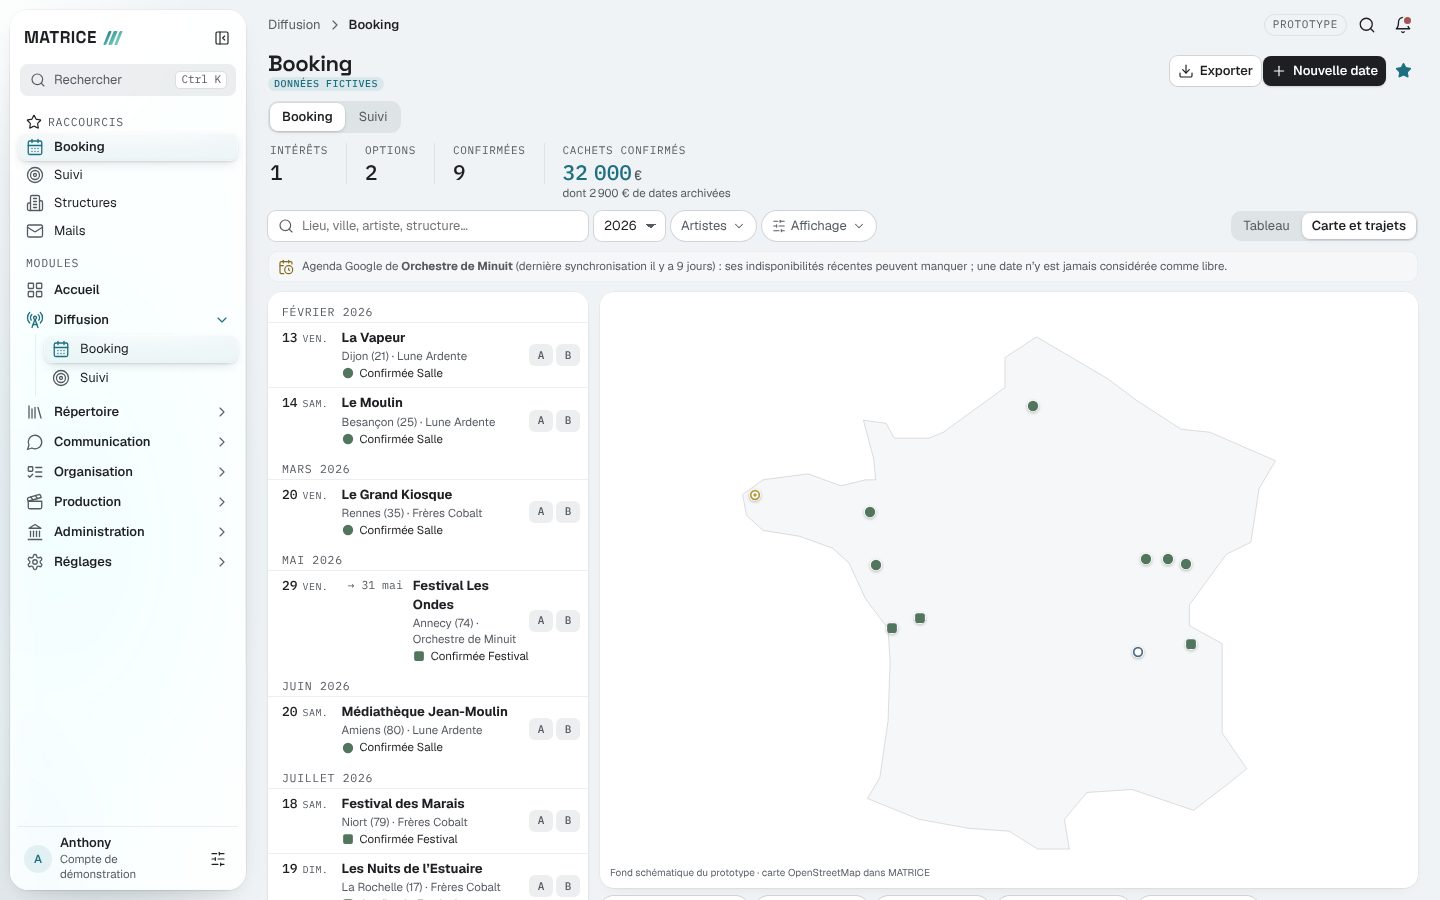 MATRICE
Rechercher Ctrl K
RACCOURCIS
Booking
Suivi
Structures
Mails
MODULES
Accueil
Diffusion
Booking
Suivi
Répertoire
Communication
Organisation
Production
Administration
Réglages
A
Anthony
Compte de
démonstration
Diffusion > Booking
PROTOTYPE
Booking
DONNÉES FICTIVES
Exporter
+ Nouvelle date
Booking Suivi
INTÉRÊTS
1
OPTIONS
2
CONFIRMÉES
9
CACHETS CONFIRMÉS
32 000 €
dont 2 900 € de dates archivées
Lieu, ville, artiste, structure…
2026
Artistes
Affichage
Tableau
Carte et trajets
Agenda Google de Orchestre de Minuit (dernière synchronisation il y a 9 jours) : ses indisponibilités récentes peuvent manquer ; une date n’y est jamais considérée comme libre.
FÉVRIER 2026
13 VEN. La Vapeur
Dijon (21) · Lune Ardente
Confirmée Salle
A B
14 SAM. Le Moulin
Besançon (25) · Lune Ardente
Confirmée Salle
A B
MARS 2026
20 VEN. Le Grand Kiosque
Rennes (35) · Frères Cobalt
Confirmée Salle
A B
MAI 2026
29 VEN. → 31 mai Festival Les
Ondes
Annecy (74) ·
Orchestre de Minuit
Confirmée Festival
A B
JUIN 2026
20 SAM. Médiathèque Jean-Moulin
Amiens (80) · Lune Ardente
Confirmée Salle
A B
JUILLET 2026
18 SAM. Festival des Marais
Niort (79) · Frères Cobalt
Confirmée Festival
A B
19 DIM. Les Nuits de l’Estuaire
La Rochelle (17) · Frères Cobalt
A B
Fond schématique du prototype · carte OpenStreetMap dans MATRICE